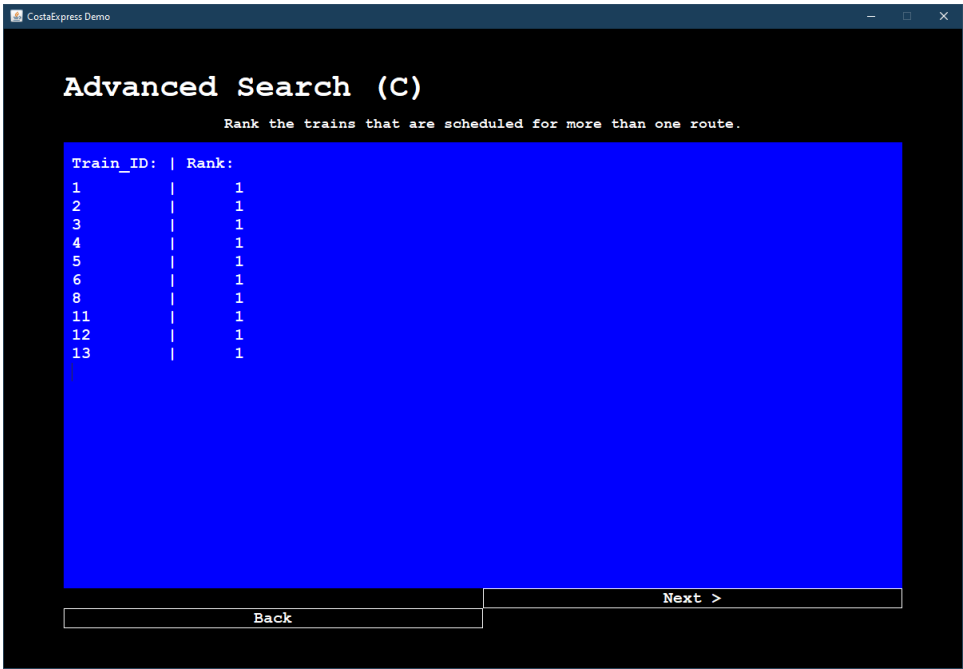 CostaExpress Demo
Advanced Search (C)
Rank the trains that are scheduled for more than one route.
Train_ID: | Rank:
1 | 1
2 | 1
3 | 1
4 | 1
5 | 1
6 | 1
8 | 1
11 | 1
12 | 1
13 | 1
Next >
Back